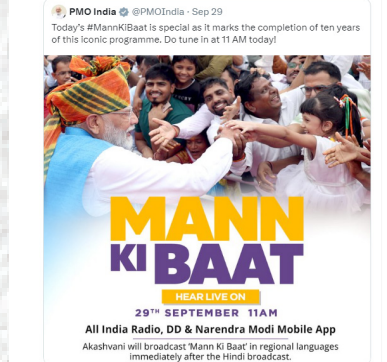 PMO India @PMOIndia · Sep 29
Today's #MannKiBaat is special as it marks the completion of ten years
of this iconic programme. Do tune in at 11 AM today!
MANN
KI BAAT
HEAR LIVE ON
29TH SEPTEMBER 11AM
All India Radio, DD & Narendra Modi Mobile App
Akashvani will broadcast 'Mann Ki Baat' in regional languages
immediately after the Hindi broadcast.